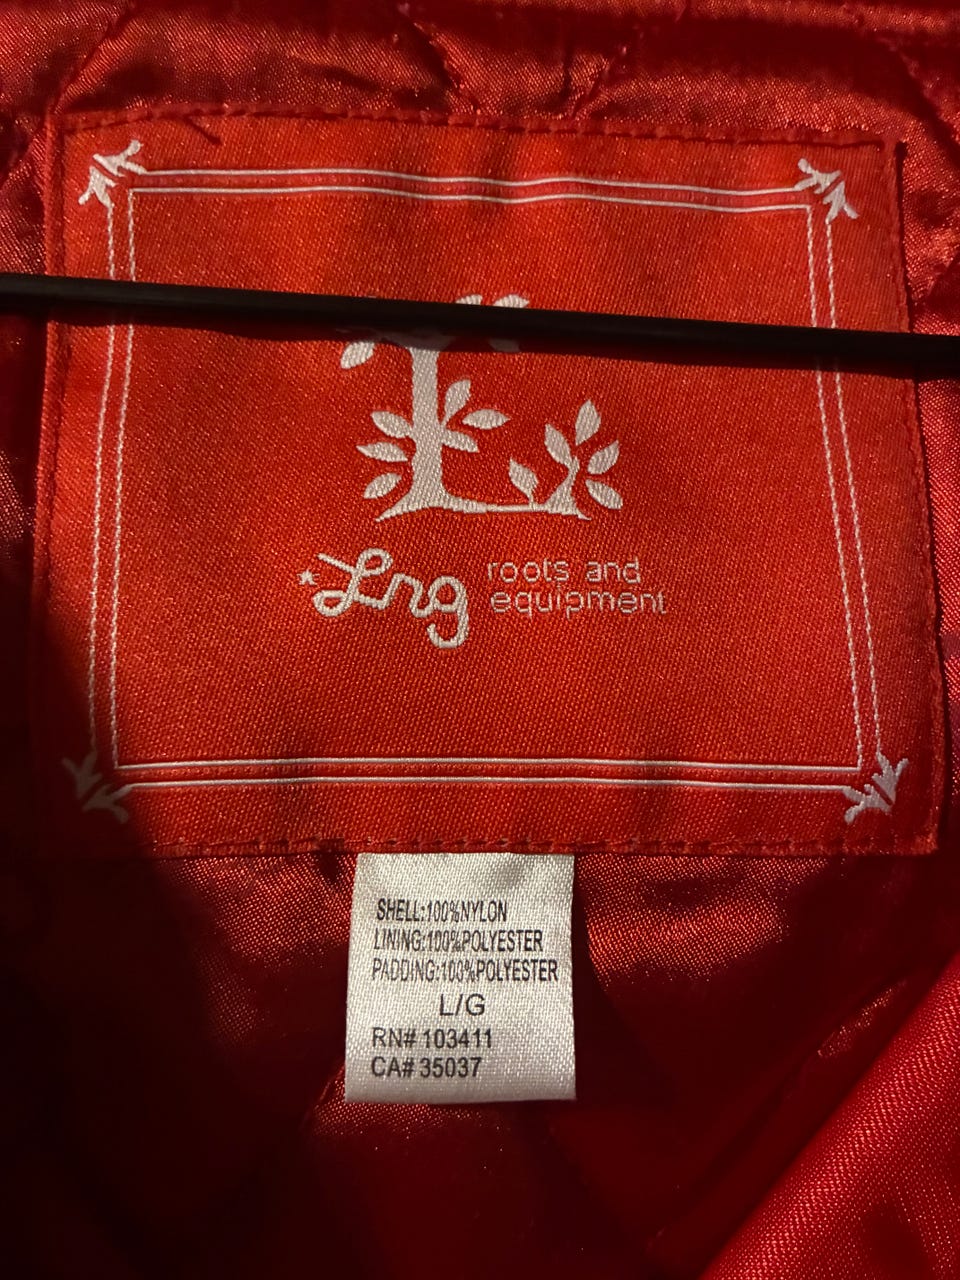 Lrg roots and
equipment
SHELL:100%NYLON
LINING:100%POLYESTER
PADDING:100%POLYESTER
L/G
RN# 103411
CA# 35037